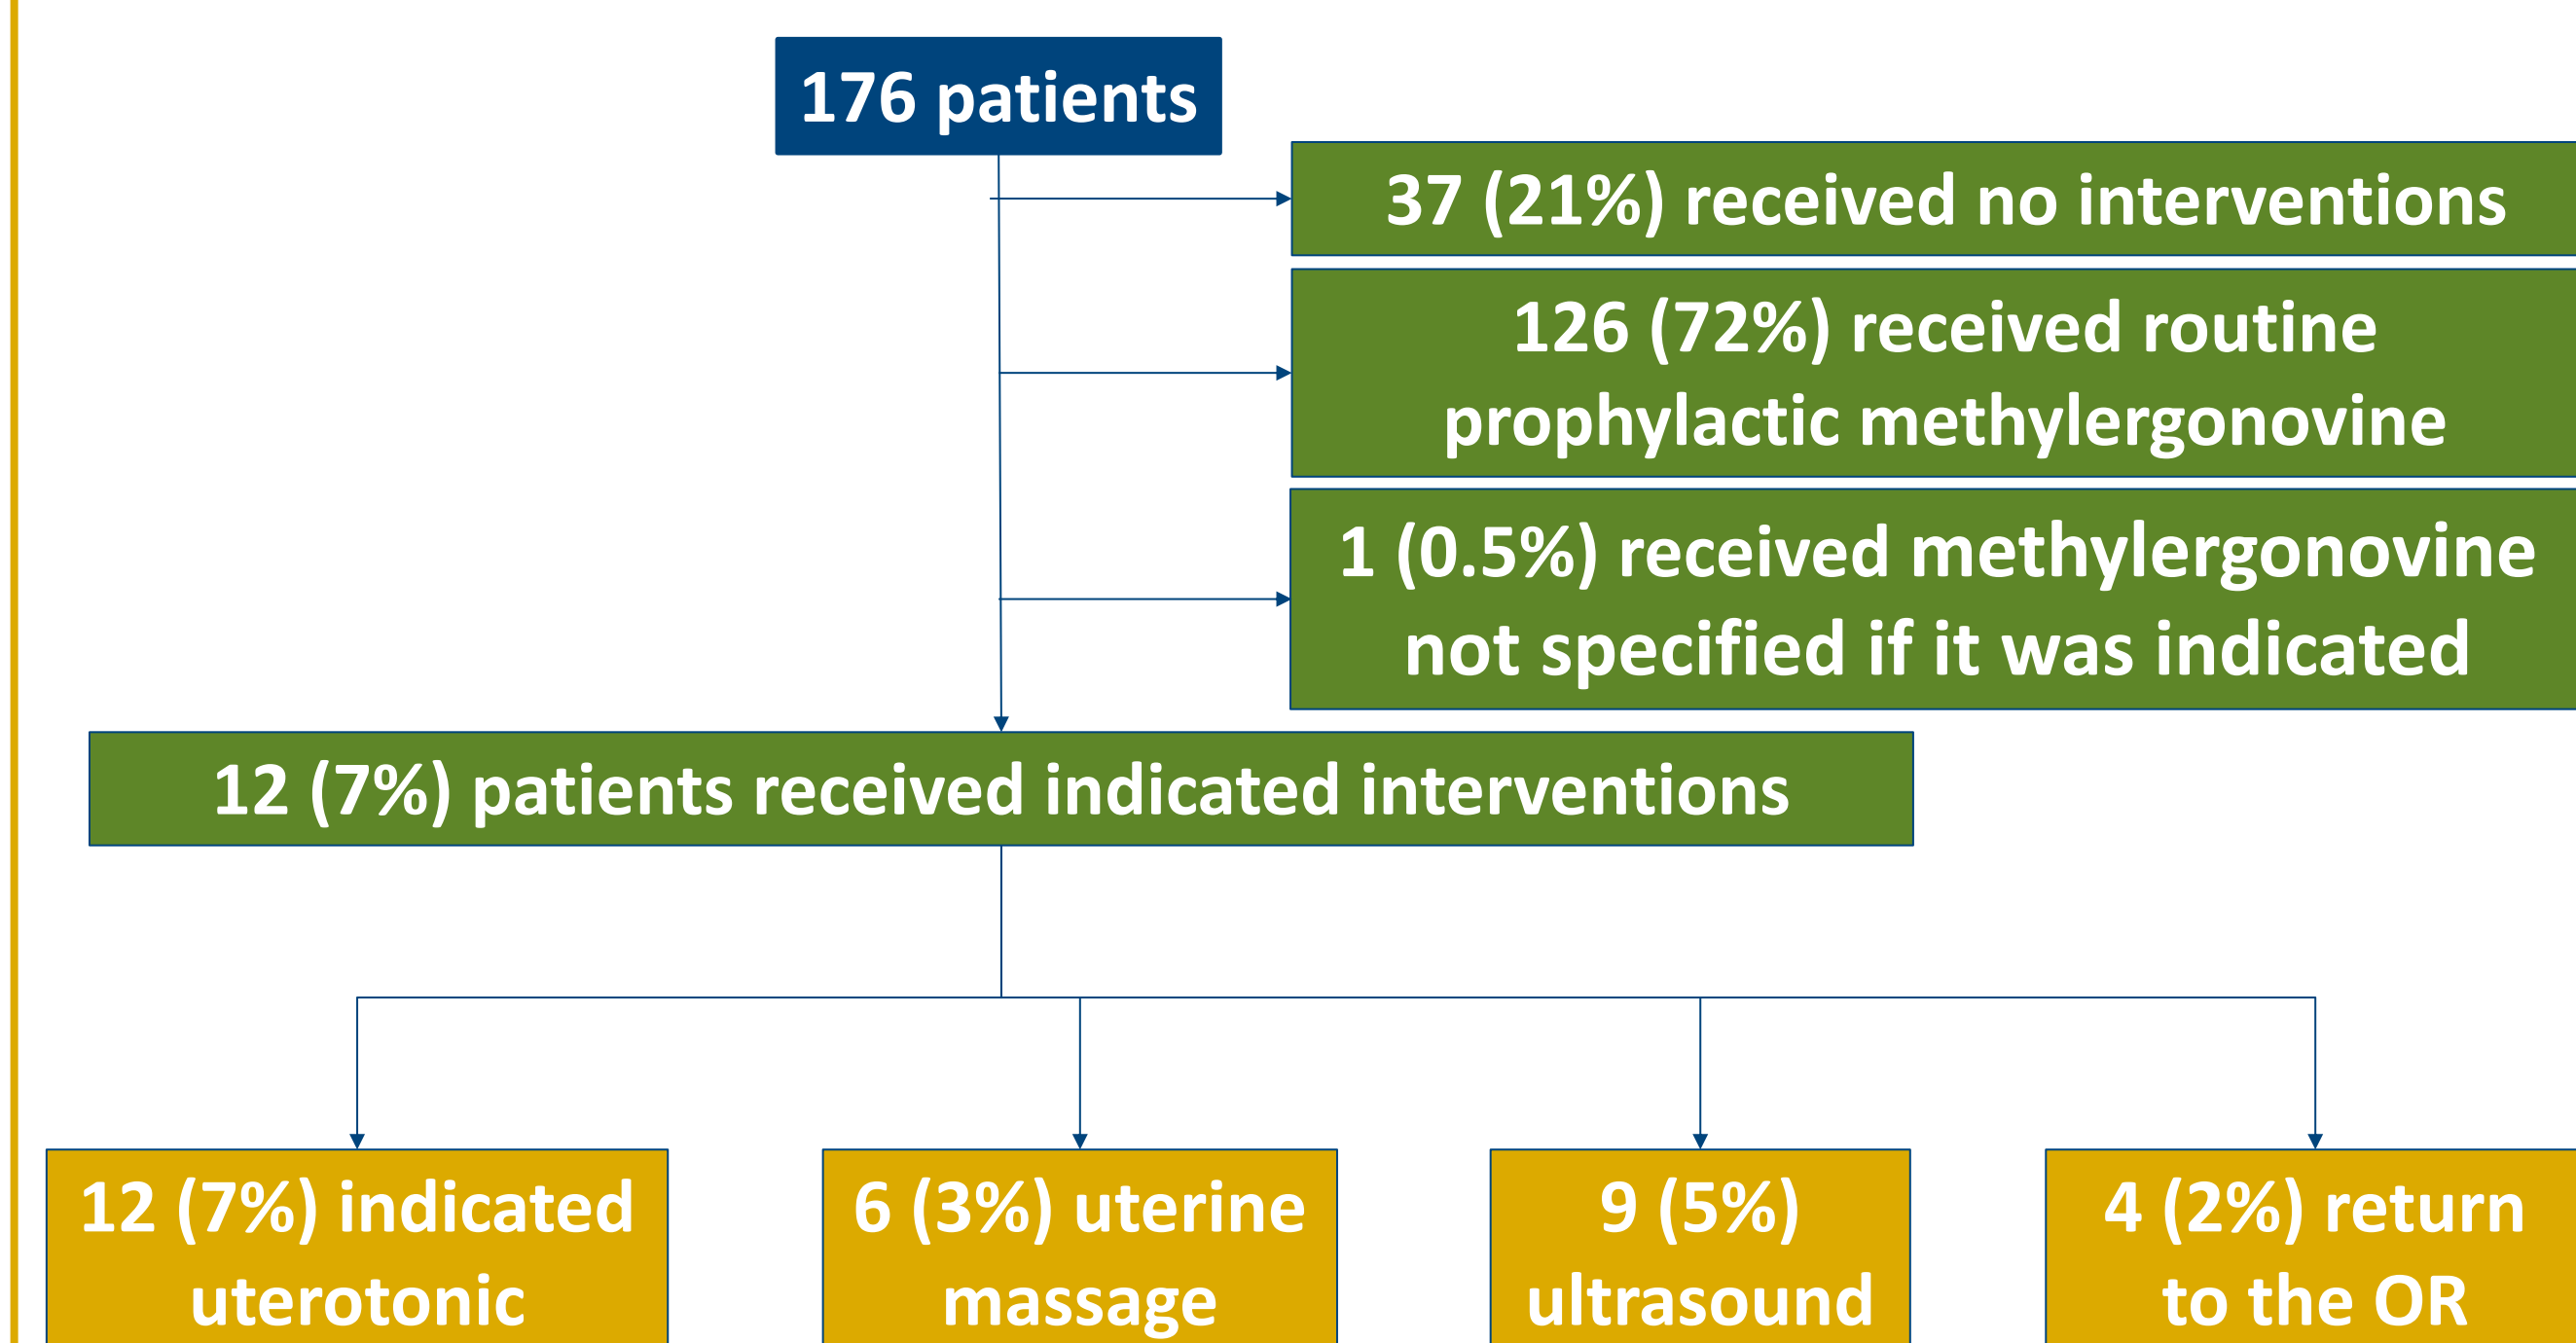 176 patients
37 (21%) received no interventions
126 (72%) received routine
prophylactic methylergonovine
1 (0.5%) received methylergonovine
not specified if it was indicated
12 (7%) patients received indicated interventions
12 (7%) indicated
uterotonic
6 (3%) uterine
massage
9 (5%)
ultrasound
4 (2%) return
to the OR